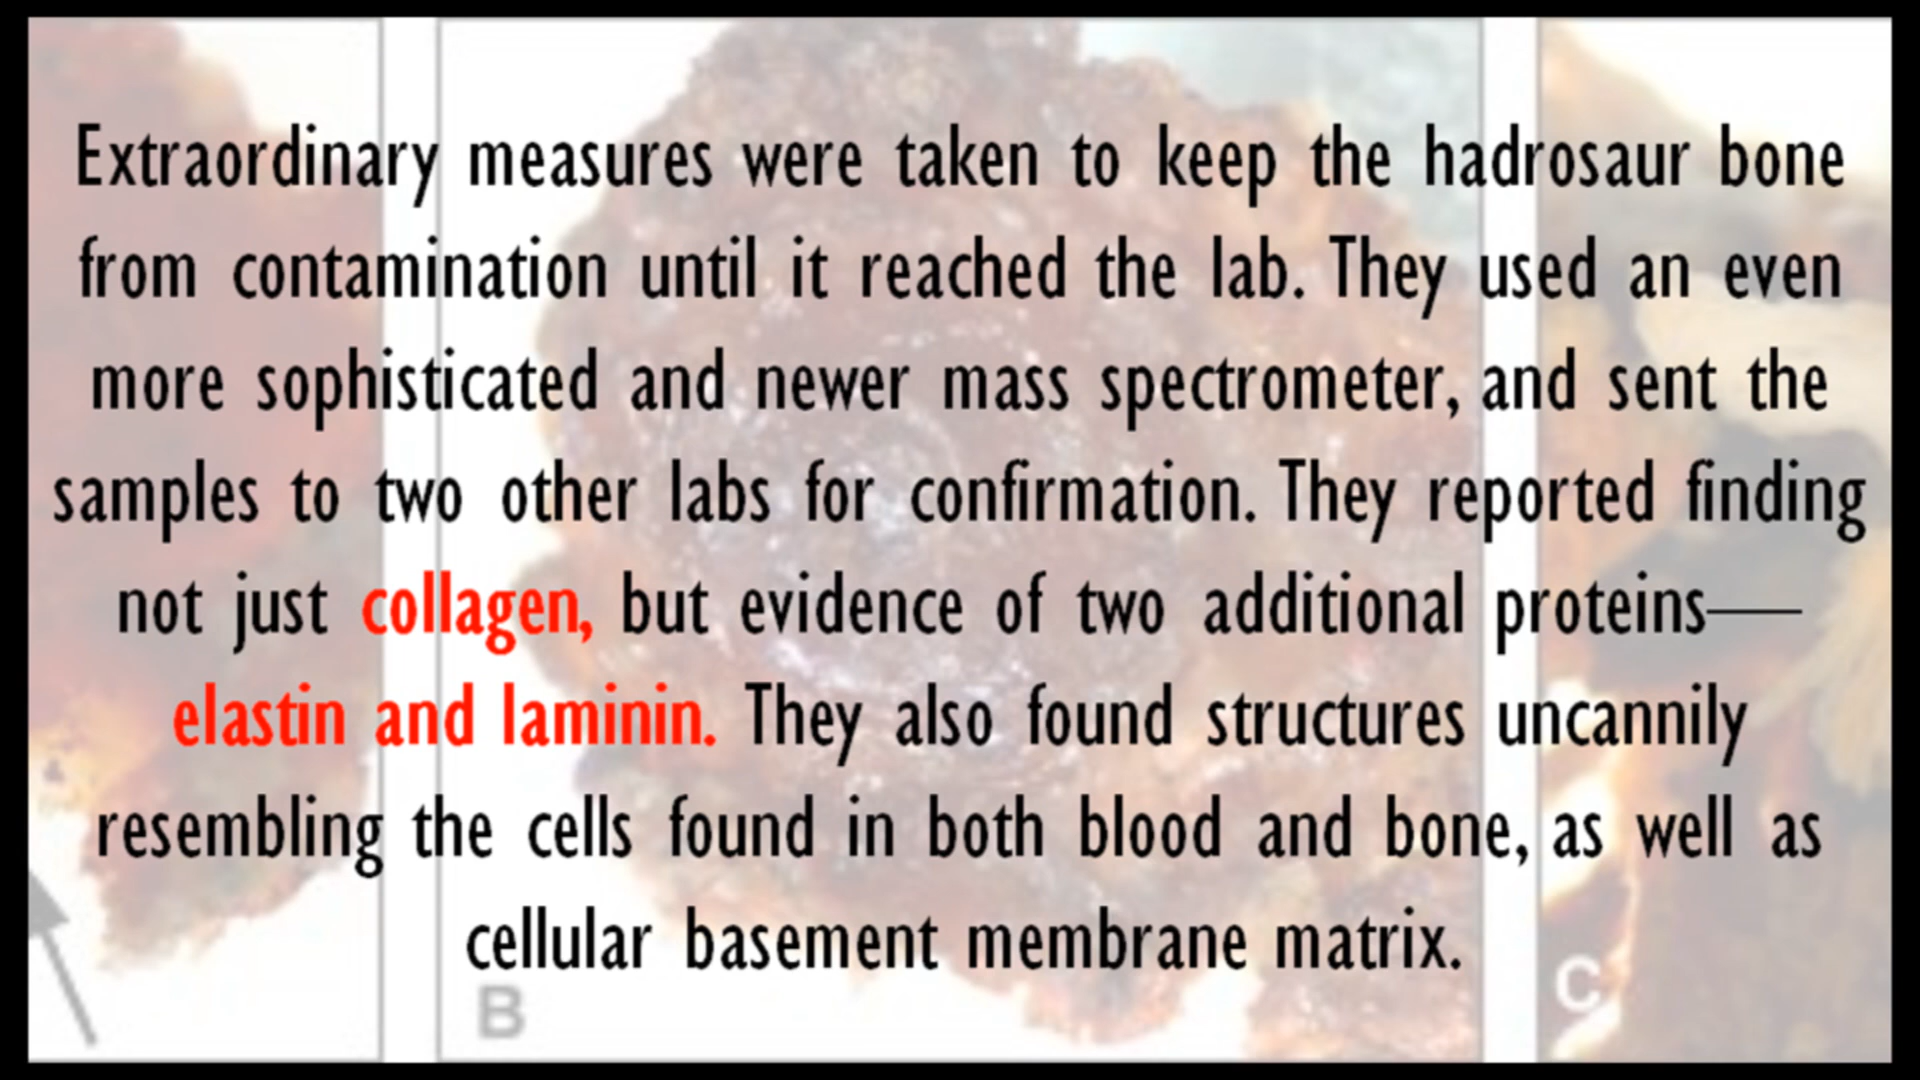 Extraordinary measures were taken to keep the hadrosaur bone
from contamination until it reached the lab. They used an even
more sophisticated and newer mass spectrometer, and sent the
samples to two other labs for confirmation. They reported finding
not just collagen, but evidence of two additional proteins—
elastin and laminin. They also found structures uncannily
resembling the cells found in both blood and bone, as well as
cellular basement membrane matrix.
B
C